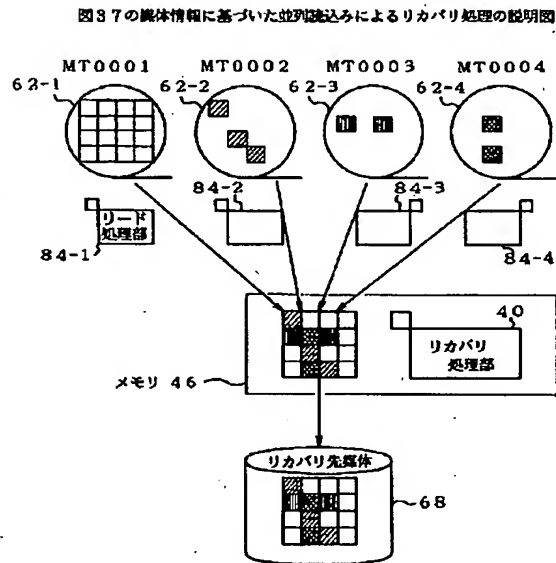 図37の媒体情報に基づいた並列読込みによるリカバリ処理の説明図
MT0001 MT0002 MT0003 MT0004
62-1 62-2 62-3 62-4
84-2 84-3
リード
処理部
84-1 84-4
40
リカバリ
処理部
メモリ 46
リカバリ先媒体
68